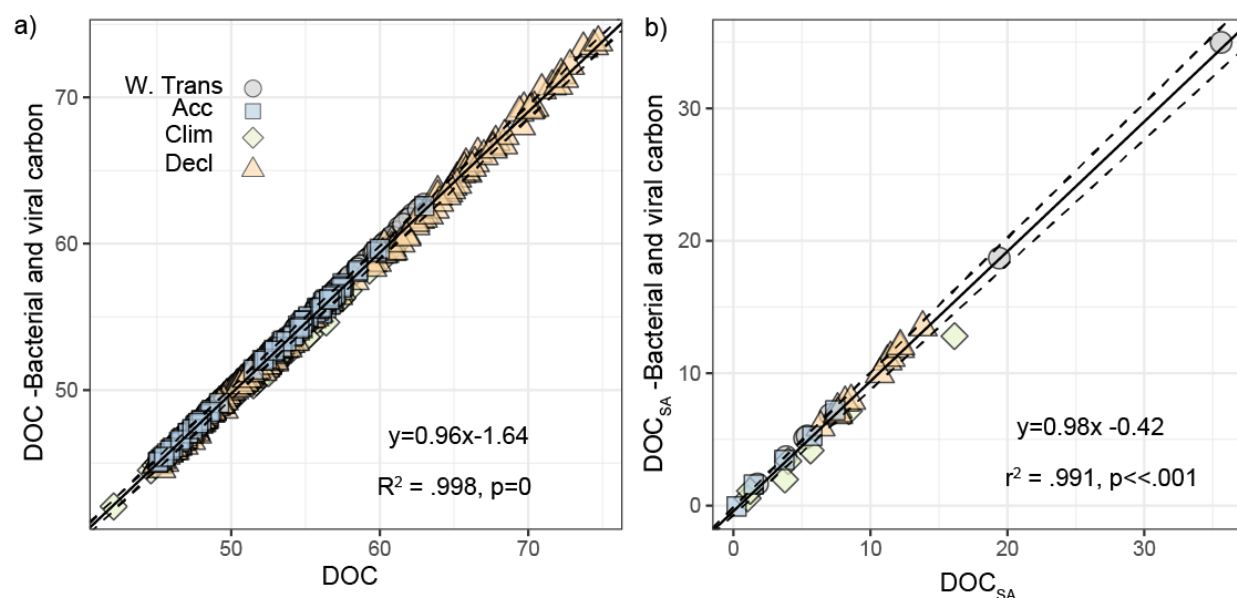 a)
DOC -Bacterial and viral carbon
70
60
50
W. Trans
Acc
Clim
Decl
y=0.96x-1.64
R² = .998, p=0
50 60 70
DOC
b)
DOC_SA -Bacterial and viral carbon
30
20
10
0
y=0.98x -0.42
r² = .991, p<<.001
0 10 20 30
DOC_SA